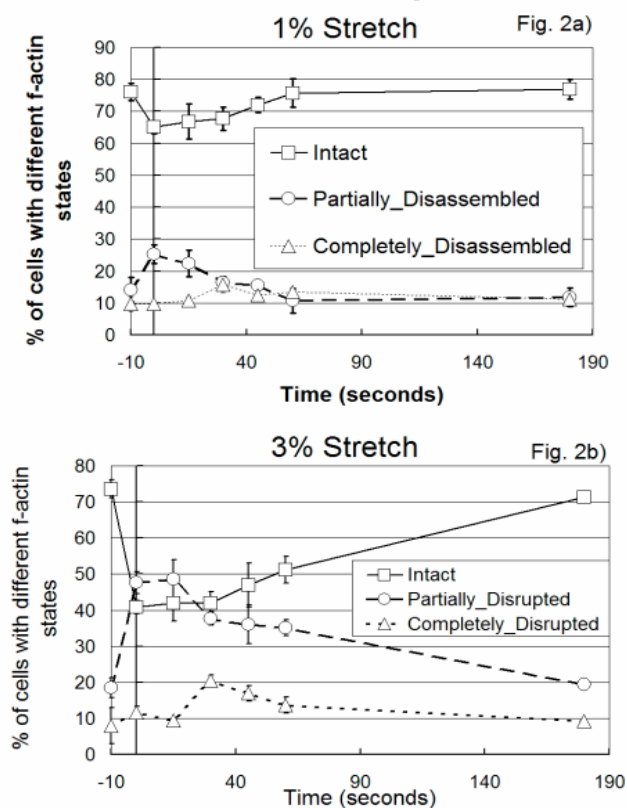 1% Stretch
Fig. 2a)
% of cells with different f-actin
states
90
80
70
60
50
40
30
20
10
0
Intact
Partially_Disassembled
Completely_Disassembled
-10 40 90 140 190
Time (seconds)
3% Stretch
Fig. 2b)
% of cells with different f-actin
states
80
70
60
50
40
30
20
10
0
Intact
Partially_Disrupted
Completely_Disrupted
-10 40 90 140 190
Time (seconds)